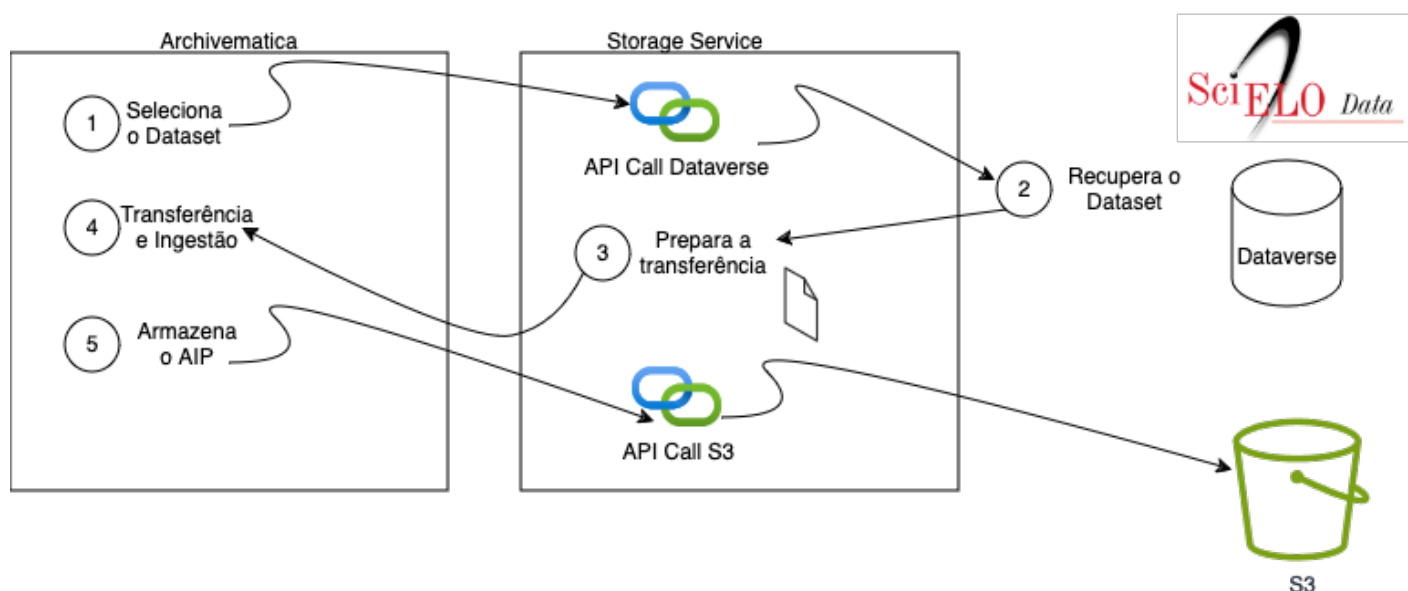 Archivematica
Storage Service
SciELO Data
1
Seleciona
o Dataset
API Call Dataverse
2
Recupera o
Dataset
4
Transferência
e Ingestão
3
Prepara a
transferência
Dataverse
5
Armazena
o AIP
API Call S3
S3